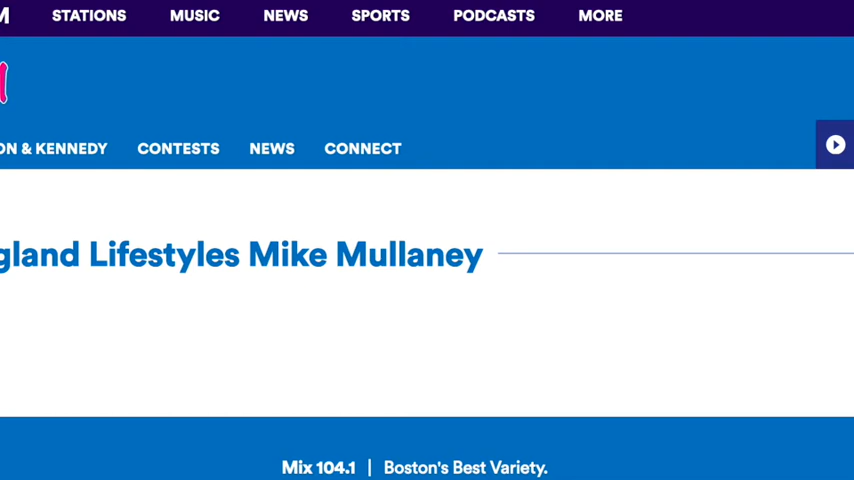 M STATIONS MUSIC NEWS SPORTS PODCASTS MORE
ON & KENNEDY CONTESTS NEWS CONNECT
gland Lifestyles Mike Mullaney
Mix 104.1 | Boston's Best Variety.